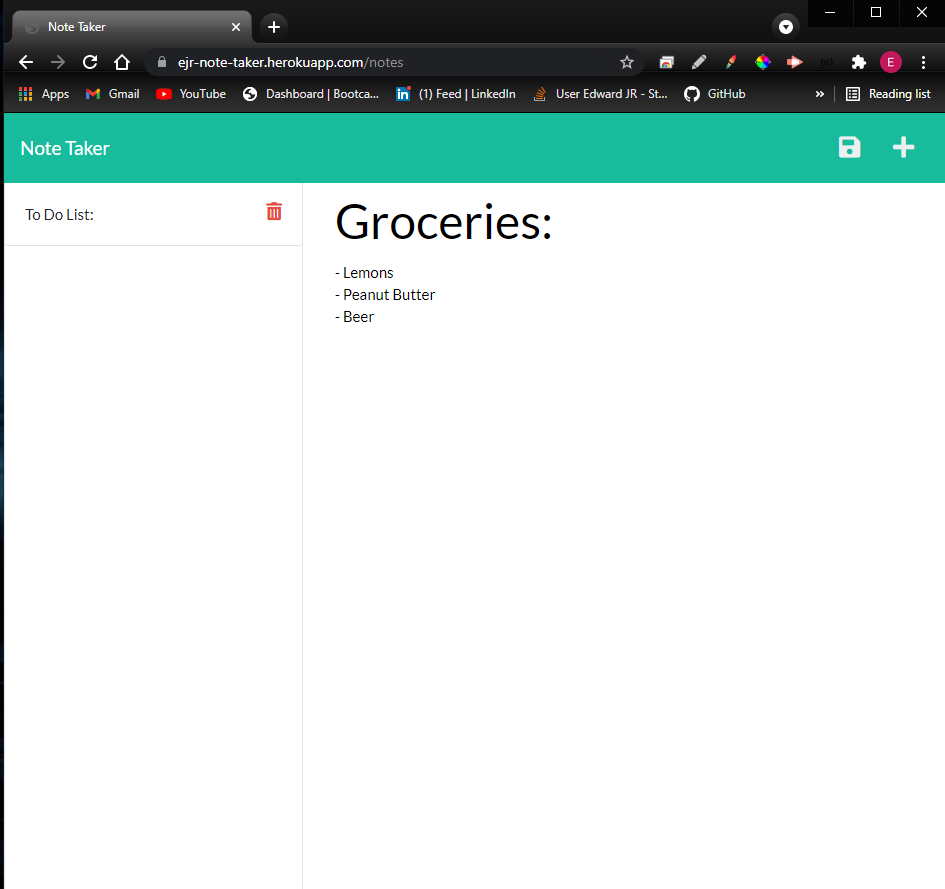 Note Taker
ejr-note-taker.herokuapp.com/notes
E
Apps Gmail YouTube Dashboard | Bootca... (1) Feed | LinkedIn User Edward JR - St... GitHub » Reading list
Note Taker
To Do List:
Groceries:
- Lemons
- Peanut Butter
- Beer